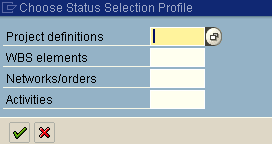 Choose Status Selection Profile
Project definitions
WBS elements
Networks/orders
Activities